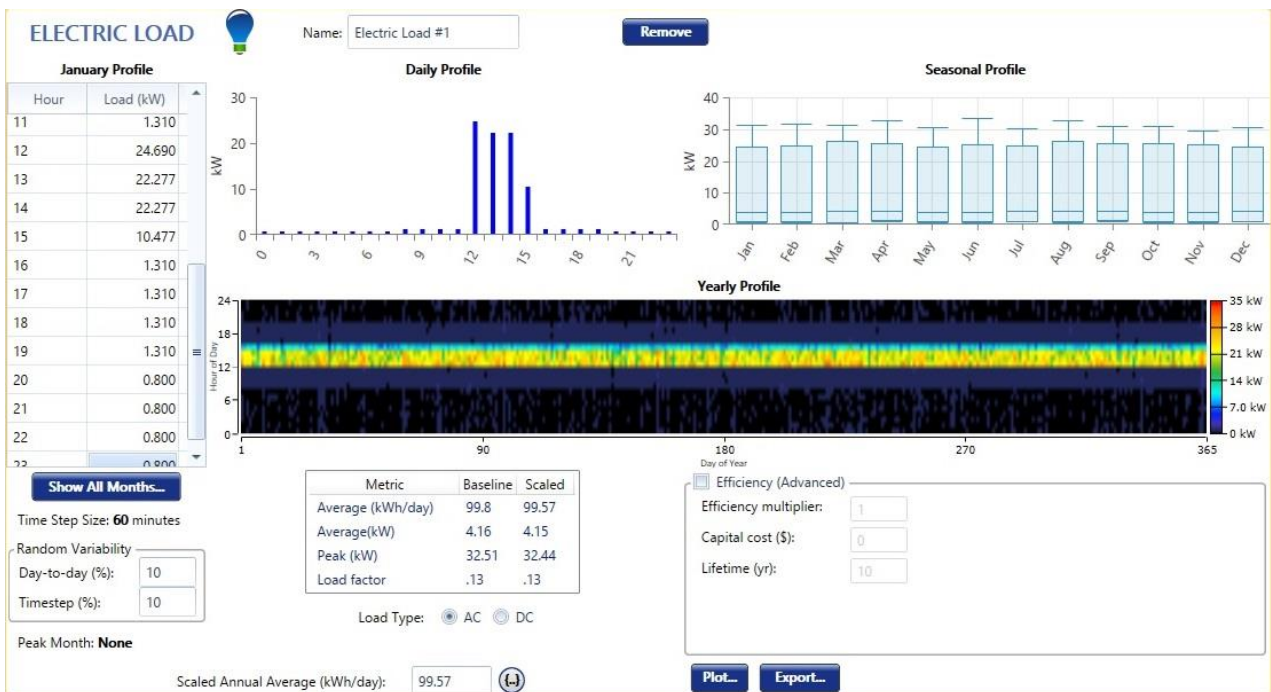 ELECTRIC LOAD
Name: Electric Load #1
Remove
January Profile
Hour Load (kW)
11 1.310
12 24.690
13 22.277
14 22.277
15 10.477
16 1.310
17 1.310
18 1.310
19 1.310
20 0.800
21 0.800
22 0.800
23 0.800
Show All Months...
Time Step Size: 60 minutes
Random Variability
Day-to-day (%): 10
Timestep (%): 10
Peak Month: None
Daily Profile
kW
30
20
10
0
0 3 6 9 12 15 18 21
Seasonal Profile
kW
40
30
20
10
0
Jan Feb Mar Apr May Jun Jul Aug Sep Oct Nov Dec
Yearly Profile
Hour of Day
24
18
12
6
0
1 90 180 270 365
Day of Year
35 kW
28 kW
21 kW
14 kW
7.0 kW
0 kW
Metric Baseline Scaled
Average (kWh/day) 99.8 99.57
Average(kW) 4.16 4.15
Peak (kW) 32.51 32.44
Load factor .13 .13
Load Type: AC DC
Scaled Annual Average (kWh/day): 99.57 {..}
Efficiency (Advanced)
Efficiency multiplier: 1
Capital cost ($): 0
Lifetime (yr): 10
Plot... Export...